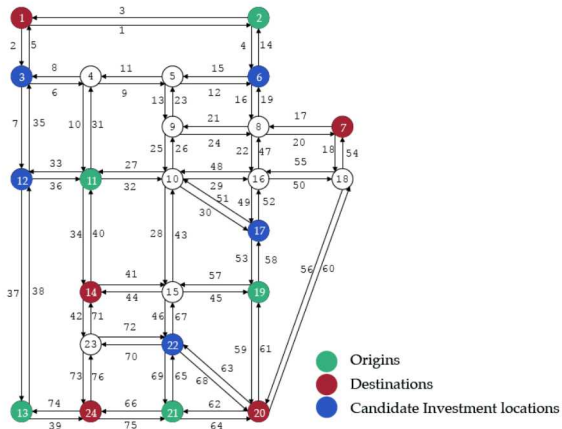 3
1 2
1
2 5 4 14
8 11 15
3 4 5 6
6 9 12
13 23 16 19
17
21
9 8 7
24 20
7 35 10 31 25 26 22 47 18 54
33 27 48 55
12 11 10 16 18
36 32 29 50
51 49 52
30
17
34 40 28 43 53 58
56 60
41 57
14 15 19
44 45
37 38
42 71 46 67
72
23 22
70
59 61
63
73 76 69 65
68
74 66 62
13 24 21 20
39 75 64
Origins
Destinations
Candidate Investment locations